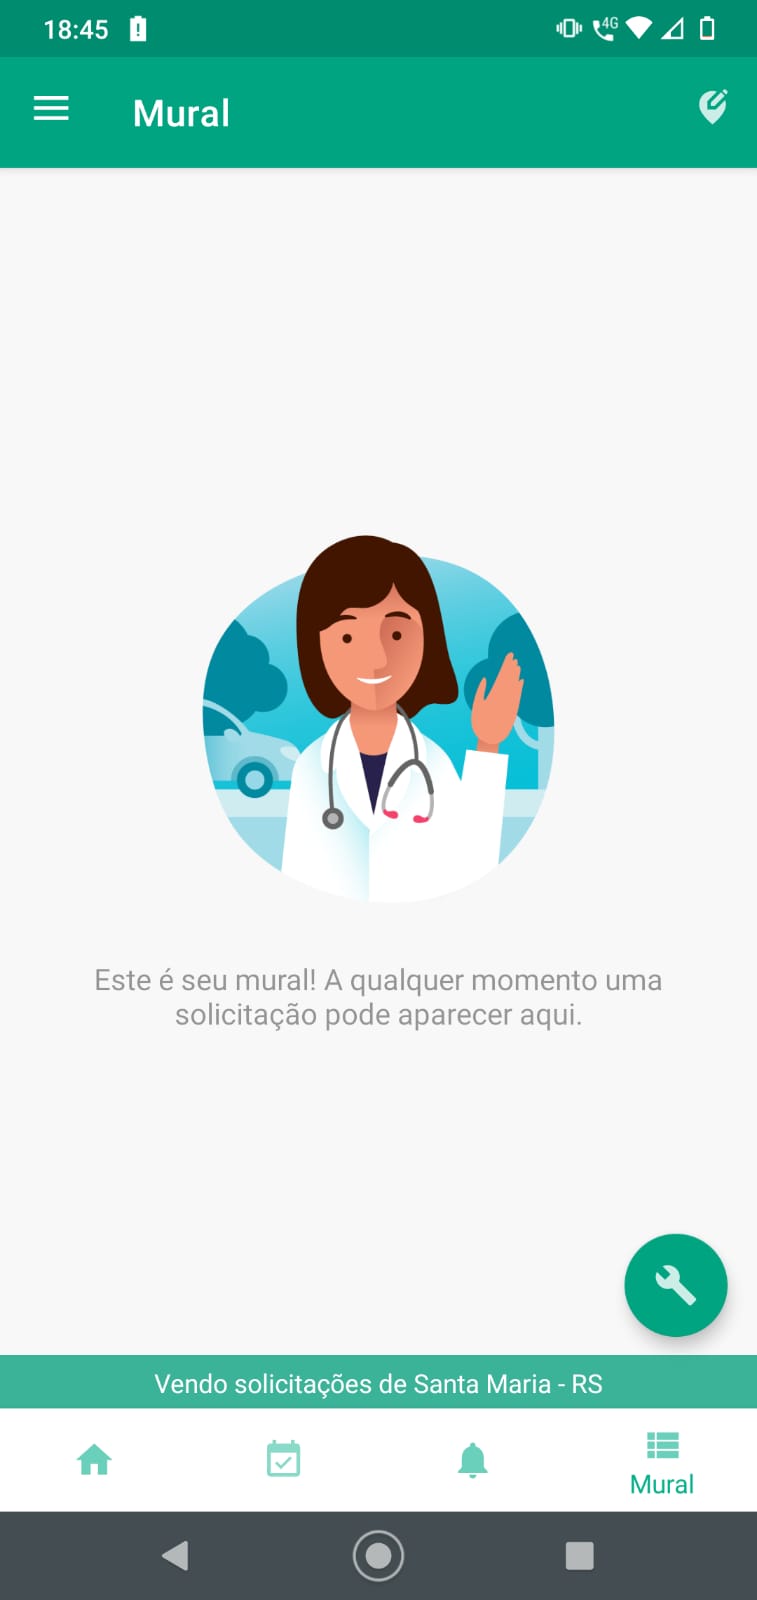 18:45
4G
Mural
Este é seu mural! A qualquer momento uma
solicitação pode aparecer aqui.
Vendo solicitações de Santa Maria - RS
Mural